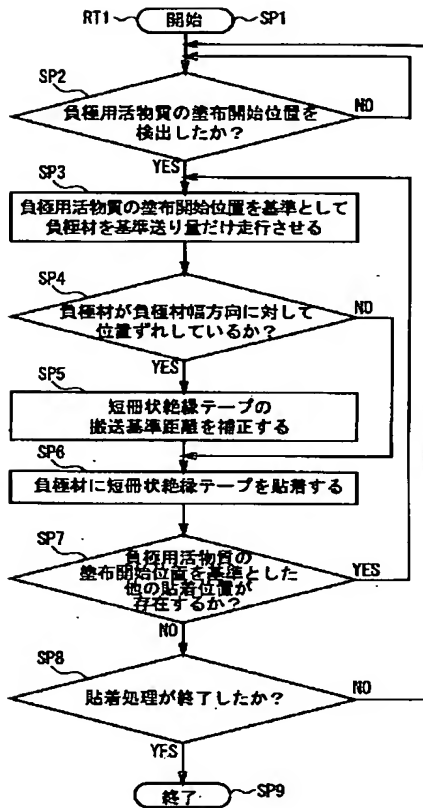 RT1 開始 SP1
SP2
負極用活物質の塗布開始位置を
検出したか？
NO
YES
SP3
負極用活物質の塗布開始位置を基準として
負極材を基準送り量だけ走行させる
SP4
負極材が負極材幅方向に対して
位置ずれしているか？
NO
YES
SP5
短冊状絶縁テープの
搬送基準距離を補正する
SP6
負極材に短冊状絶縁テープを貼着する
SP7
負極用活物質の
塗布開始位置を基準とした
他の貼着位置が
存在するか？
YES
NO
SP8
貼着処理が終了したか？
NO
YES
終了 SP9